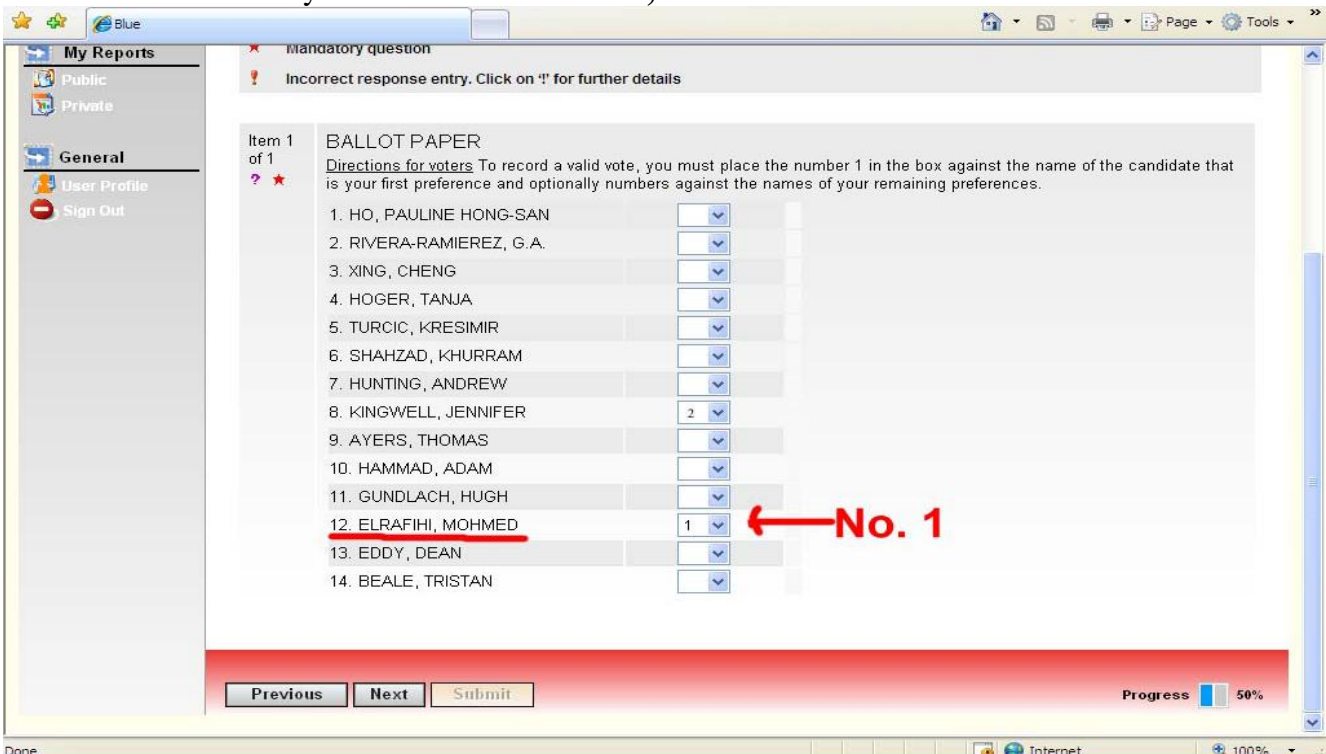 Blue
Page Tools
My Reports
Public
Private
General
User Profile
Sign Out
Mandatory question
Incorrect response entry. Click on '!' for further details
Item 1 of 1
BALLOT PAPER
Directions for voters To record a valid vote, you must place the number 1 in the box against the name of the candidate that
is your first preference and optionally numbers against the names of your remaining preferences.
1. HO, PAULINE HONG-SAN
2. RIVERA-RAMIEREZ, G.A.
3. XING, CHENG
4. HOGER, TANJA
5. TURCIC, KRESIMIR
6. SHAHZAD, KHURRAM
7. HUNTING, ANDREW
8. KINGWELL, JENNIFER 2
9. AYERS, THOMAS
10. HAMMAD, ADAM
11. GUNDLACH, HUGH
12. ELRAFIHI, MOHMED 1 No. 1
13. EDDY, DEAN
14. BEALE, TRISTAN
Previous Next Submit Progress 50%
Done Internet 100%